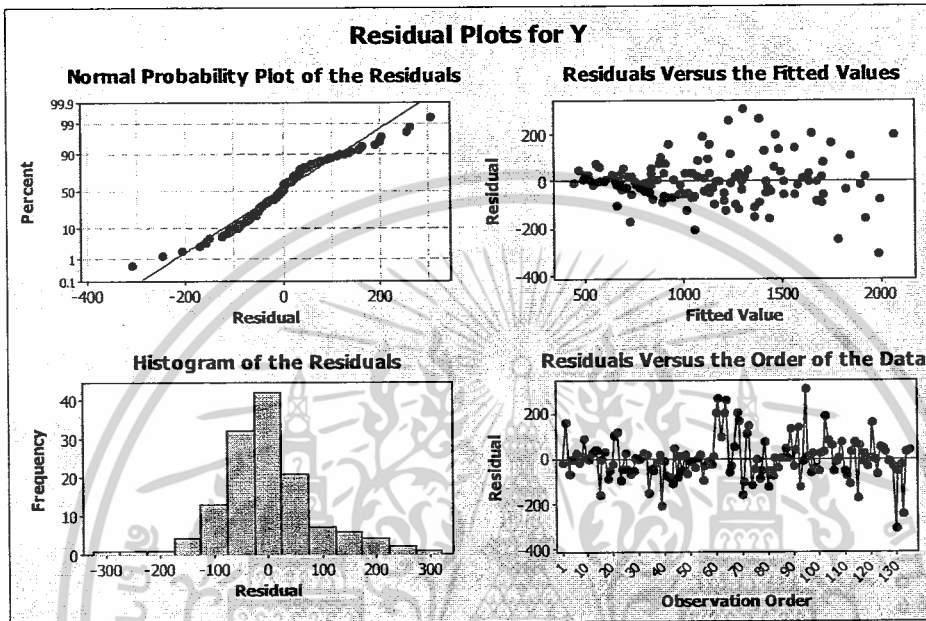 Residual Plots for Y
Normal Probability Plot of the Residuals
99.9
99
90
50
10
1
0.1
Percent
-400 -200 0 200
Residual
Residuals Versus the Fitted Values
200
0
-200
-400
Residual
500 1000 1500 2000
Fitted Value
Histogram of the Residuals
40
30
20
10
0
Frequency
-300 -200 -100 0 100 200 300
Residual
Residuals Versus the Order of the Data
200
0
-200
-400
Residual
1 10 20 30 40 50 60 70 80 90 100 110 120 130
Observation Order